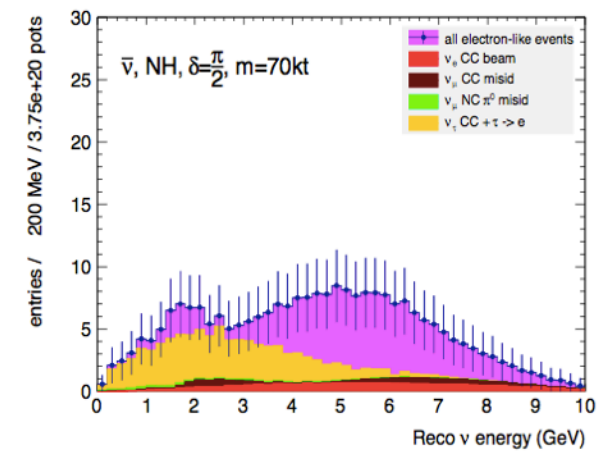 30
25
20
15
10
5
0
entries / 200 MeV / 3.75e+20 pots
ν̄, NH, δ=π/2, m=70kt
all electron-like events
νe CC beam
νμ CC misid
νμ NC π⁰ misid
ντ CC + τ -> e
0 1 2 3 4 5 6 7 8 9 10
Reco ν energy (GeV)